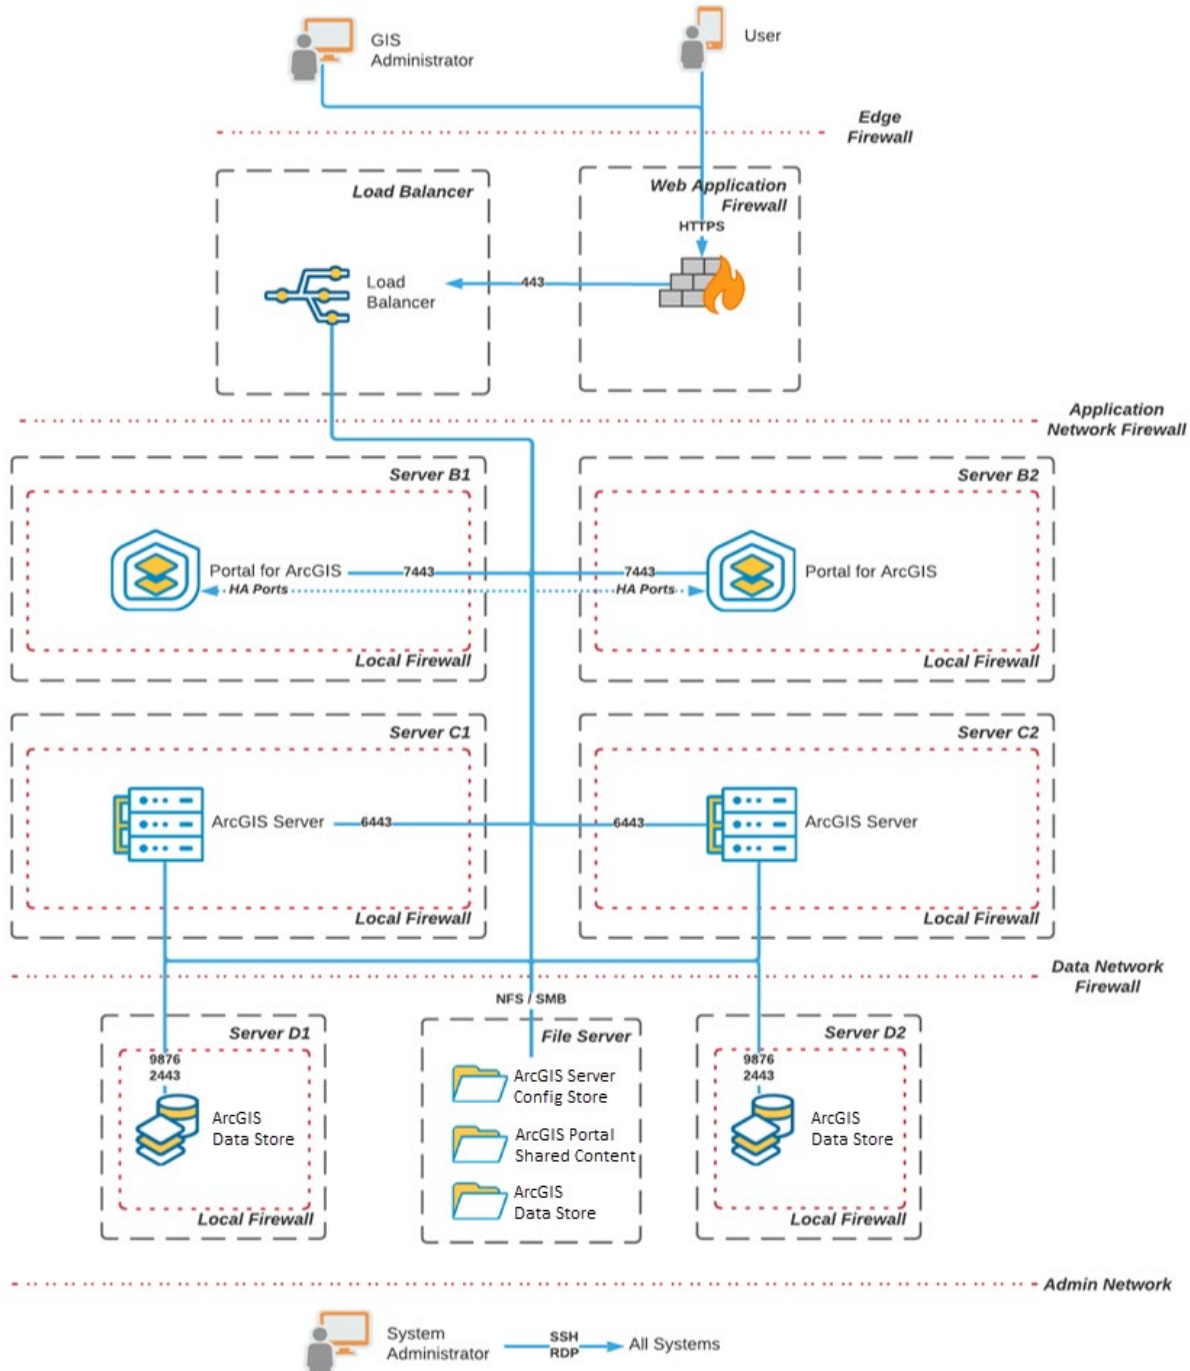 GIS
Administrator
User
Edge
Firewall
Load Balancer
Web Application
Firewall
HTTPS
Load
Balancer
443
Application
Network Firewall
Server B1
Server B2
Portal for ArcGIS
7443
7443
Portal for ArcGIS
HA Ports
HA Ports
Local Firewall
Local Firewall
Server C1
Server C2
ArcGIS Server
6443
6443
ArcGIS Server
Local Firewall
Local Firewall
Data Network
Firewall
NFS / SMB
Server D1
File Server
Server D2
9876
2443
9876
2443
ArcGIS
Data Store
ArcGIS Server
Config Store
ArcGIS Portal
Shared Content
ArcGIS
Data Store
ArcGIS
Data Store
Local Firewall
Local Firewall
Admin Network
System
Administrator
SSH
RDP
All Systems